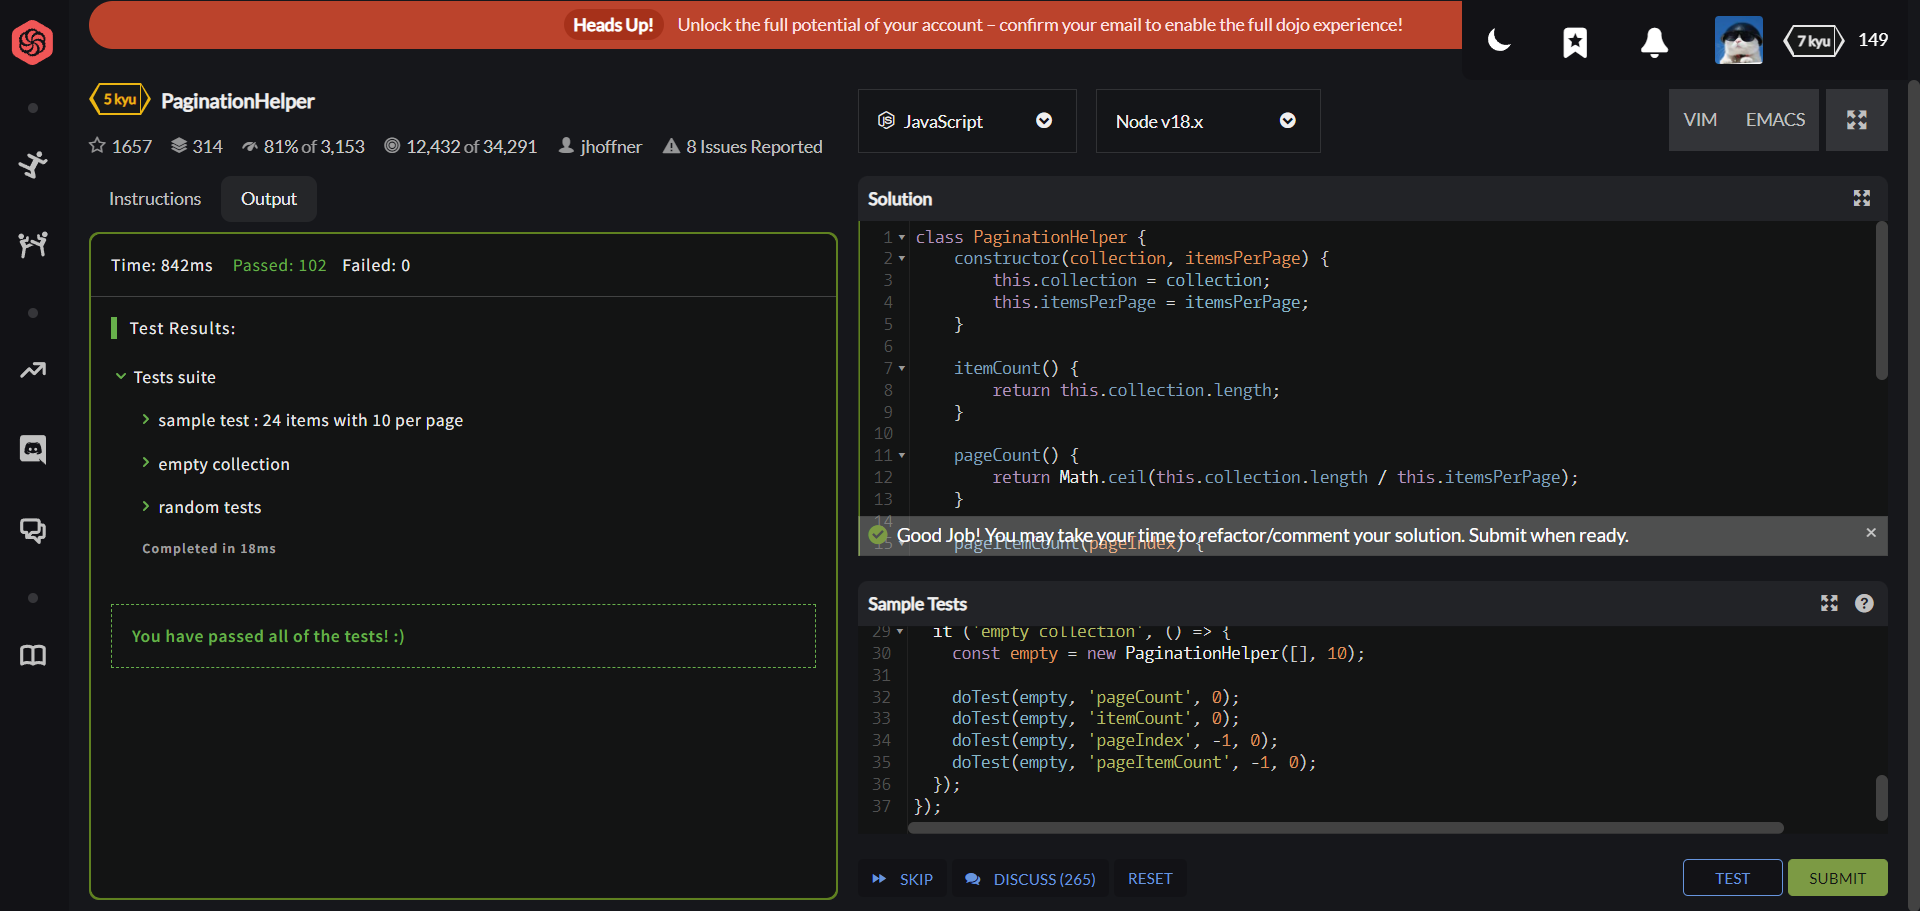 Heads Up! Unlock the full potential of your account – confirm your email to enable the full dojo experience!
7 kyu 149
5 kyu PaginationHelper
1657 314 81% of 3,153 12,432 of 34,291 jhoffner 8 Issues Reported
Instructions Output
Time: 842ms Passed: 102 Failed: 0
Test Results:
Tests suite
sample test : 24 items with 10 per page
empty collection
random tests
Completed in 18ms
You have passed all of the tests! :)
JavaScript Node v18.x VIM EMACS
Solution
1 class PaginationHelper {
2 constructor(collection, itemsPerPage) {
3 this.collection = collection;
4 this.itemsPerPage = itemsPerPage;
5 }
6
7 itemCount() {
8 return this.collection.length;
9 }
10
11 pageCount() {
12 return Math.ceil(this.collection.length / this.itemsPerPage);
13 }
14
15 pageItemCount(pageIndex) {
Good Job! You may take your time to refactor/comment your solution. Submit when ready.
Sample Tests
29 it ('empty collection', () => {
30 const empty = new PaginationHelper([], 10);
31
32 doTest(empty, 'pageCount', 0);
33 doTest(empty, 'itemCount', 0);
34 doTest(empty, 'pageIndex', -1, 0);
35 doTest(empty, 'pageItemCount', -1, 0);
36 });
37 });
SKIP DISCUSS (265) RESET TEST SUBMIT